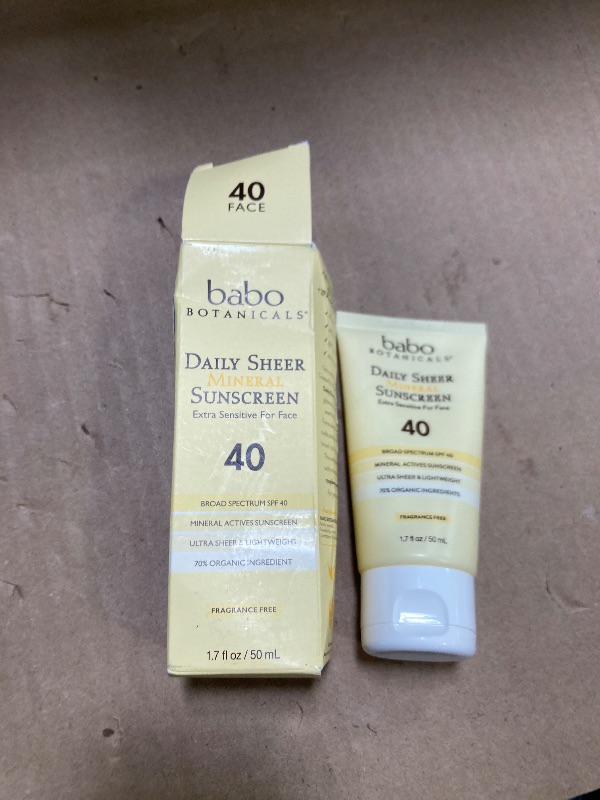 40
FACE
babo
BOTANICALS®
DAILY SHEER
MINERAL
SUNSCREEN
Extra Sensitive For Face
40
BROAD SPECTRUM SPF 40
MINERAL ACTIVES SUNSCREEN
ULTRA SHEER & LIGHTWEIGHT
70% ORGANIC INGREDIENT
FRAGRANCE FREE
1.7 fl oz / 50 mL
babo
BOTANICALS®
DAILY SHEER
MINERAL
SUNSCREEN
Extra Sensitive For Face
40
BROAD SPECTRUM SPF 40
MINERAL ACTIVES SUNSCREEN
ULTRA SHEER & LIGHTWEIGHT
70% ORGANIC INGREDIENTS
FRAGRANCE FREE
1.7 fl oz / 50 mL